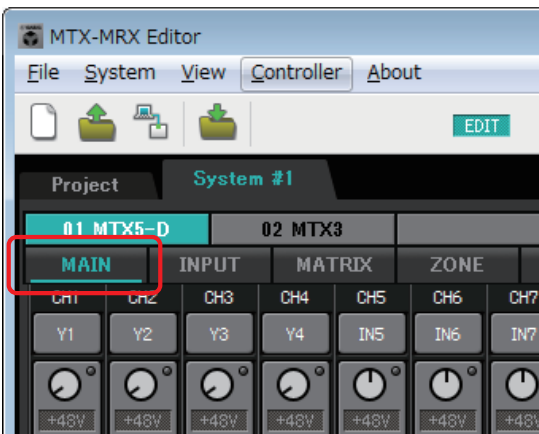 MTX-MRX Editor
File System View Controller About
EDIT
Project System #1
01 MTX5-D 02 MTX3
MAIN INPUT MATRIX ZONE
CH1 CH2 CH3 CH4 CH5 CH6 CH7
Y1 Y2 Y3 Y4 IN5 IN6 IN7
+48V +48V +48V +48V +48V +48V +48V